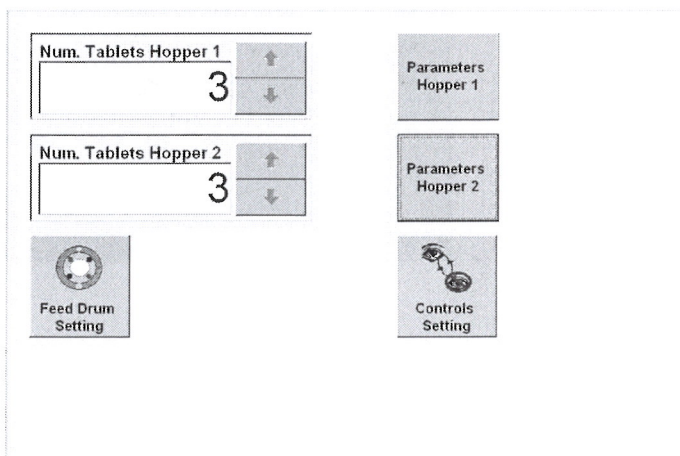 Num. Tablets Hopper 1
3
Parameters
Hopper 1
Num. Tablets Hopper 2
3
Parameters
Hopper 2
Feed Drum
Setting
Controls
Setting